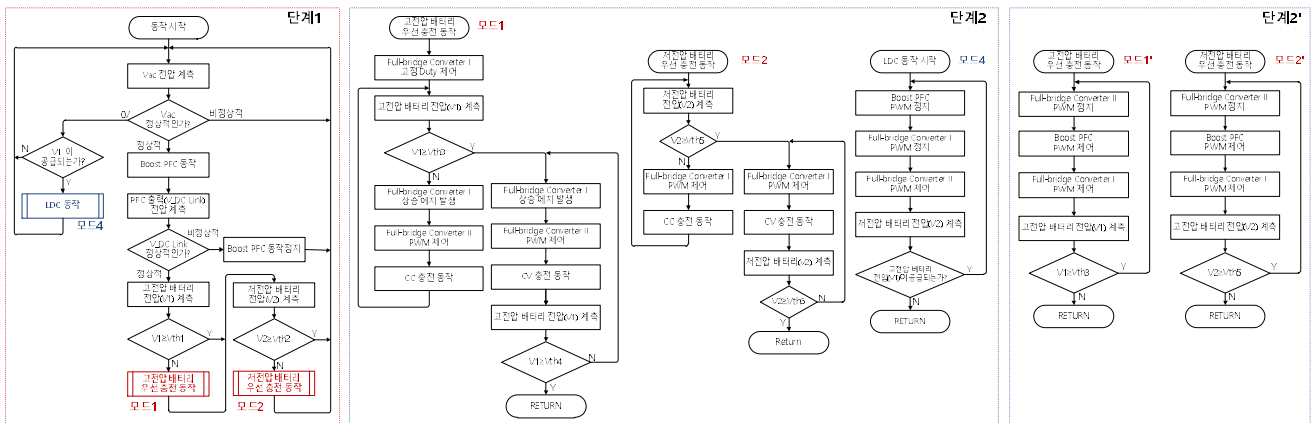 단계1
동작 시작
Vac 전압 계측
Vac
정상적인가?
0V
비정상적
정상적
V1 이
공급되는가?
N
Y
LDC 동작
모드4
Boost PFC 동작
PFC 출력(V_DC Link)
전압 계측
V_DC Link
정상적인가?
비정상적
Boost PFC 동작정지
정상적
고전압 배터리
전압(V1) 계측
V1≥Vth1
Y
N
고전압 배터리
우선 충전 동작
모드1
저전압 배터리
전압(V2) 계측
V2≥Vth2
Y
N
저전압 배터리
우선 충전 동작
모드2
단계2
고전압 배터리
우선 충전 동작
모드1
Full-bridge Converter I
고정 Duty 제어
고전압 배터리 전압(V1) 계측
V1≥Vth3
Y
N
Full-bridge Converter I
상승 에지 발생
Full-bridge Converter II
PWM 제어
CC 충전 동작
Full-bridge Converter I
상승 에지 발생
Full-bridge Converter II
PWM 제어
CV 충전 동작
고전압 배터리 전압(V1) 계측
V1≥Vth4
N
Y
RETURN
저전압 배터리
우선 충전 동작
모드2
저전압 배터리
전압(V2) 계측
V2≥Vth5
Y
N
Full-bridge Converter I
PWM 제어
CC 충전 동작
Full-bridge Converter I
PWM 제어
CV 충전 동작
저전압 배터리(V2) 계측
V2≥Vth6
N
Y
Return
LDC 동작 시작
모드4
Boost PFC
PWM 정지
Full-bridge Converter I
PWM 정지
Full-bridge Converter II
PWM 제어
저전압 배터리 전압(V2) 계측
고전압 배터리
전압(V1)이 공급되는가?
Y
N
RETURN
단계2'
고전압 배터리
우선 충전 동작
모드1'
Full-bridge Converter II
PWM 정지
Boost PFC
PWM 제어
Full-bridge Converter I
PWM 제어
고전압 배터리 전압(V1) 계측
V1≥Vth3
Y
N
RETURN
저전압 배터리
우선 충전 동작
모드2'
Full-bridge Converter II
PWM 정지
Boost PFC
PWM 제어
Full-bridge Converter I
PWM 제어
고전압 배터리 전압(V2) 계측
V2≥Vth5
Y
N
RETURN